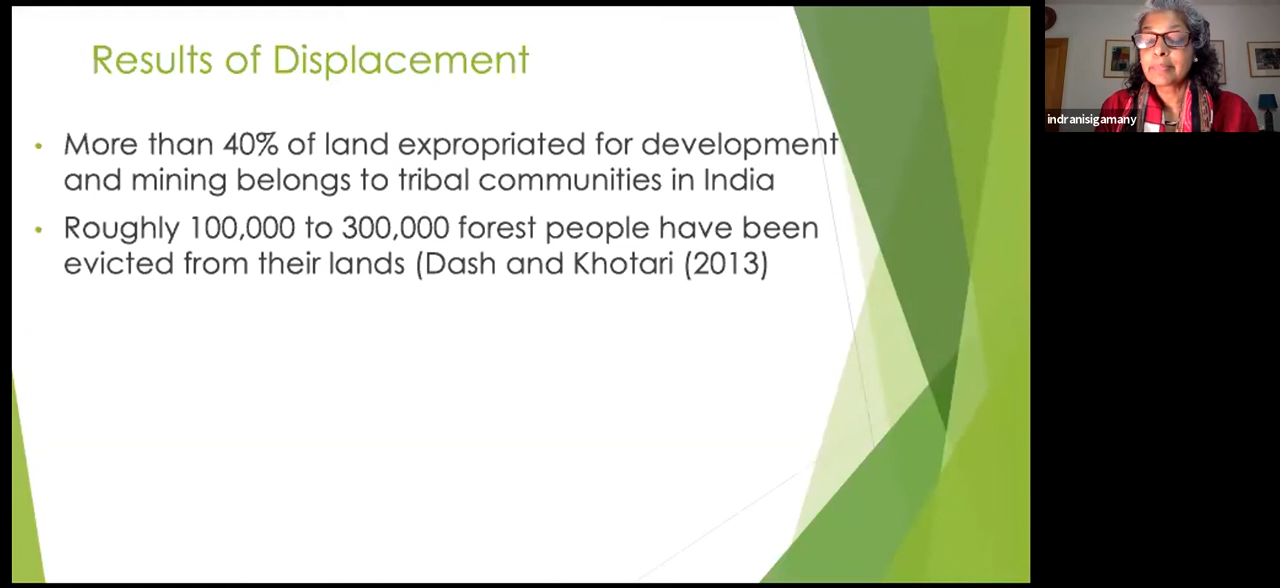 Results of Displacement
• More than 40% of land expropriated for development
and mining belongs to tribal communities in India
• Roughly 100,000 to 300,000 forest people have been
evicted from their lands (Dash and Khotari (2013)
indranisigamany